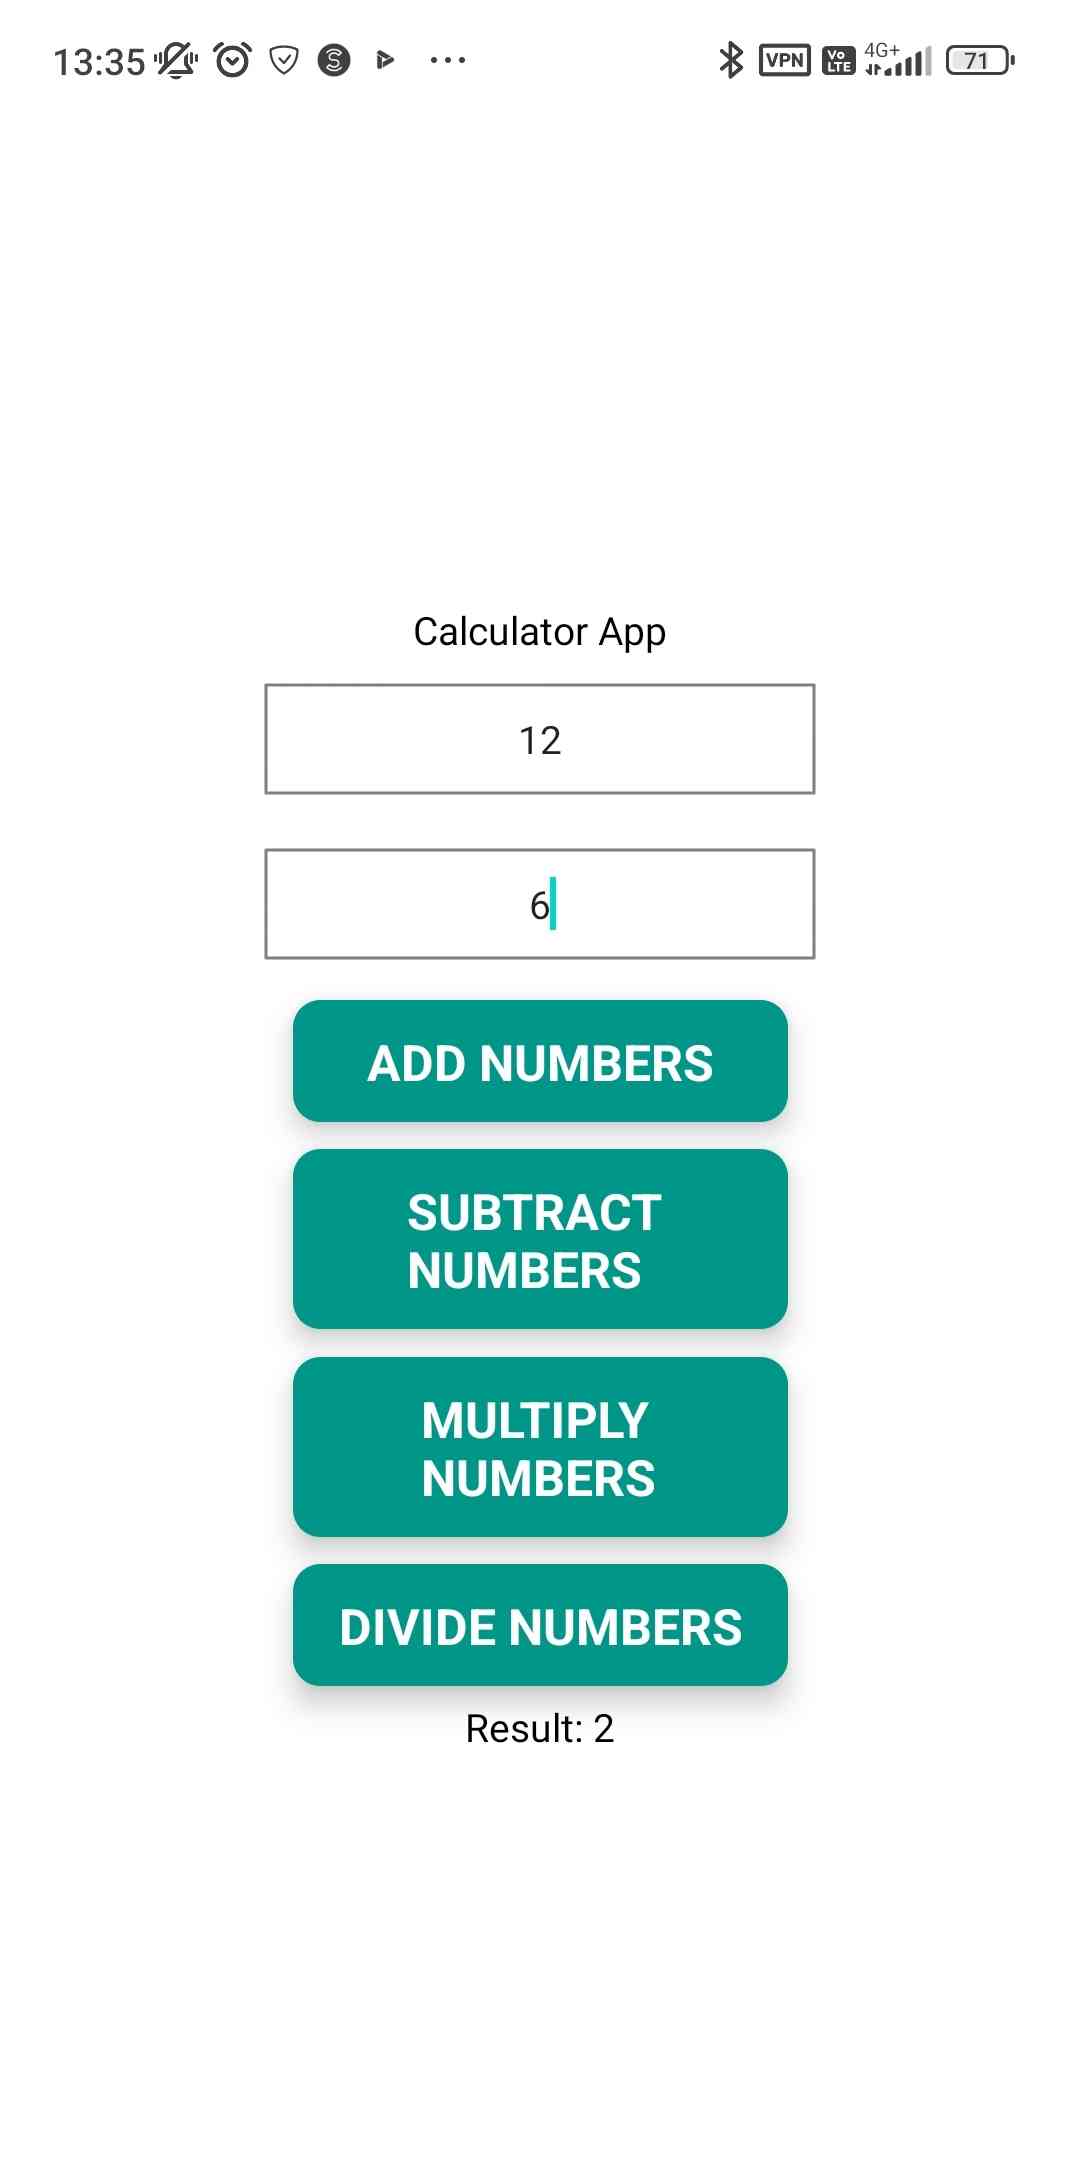 13:35 VPN Vo LTE 4G+ 71
Calculator App
12
6
ADD NUMBERS
SUBTRACT
NUMBERS
MULTIPLY
NUMBERS
DIVIDE NUMBERS
Result: 2